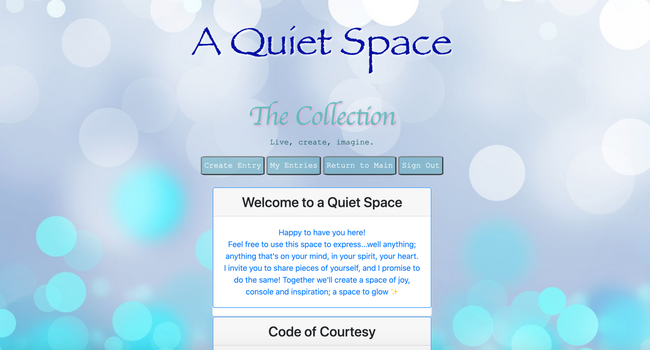 A Quiet Space
The Collection
Live, create, imagine.
Create Entry My Entries Return to Main Sign Out
Welcome to a Quiet Space
Happy to have you here!
Feel free to use this space to express...well anything;
anything that's on your mind, in your spirit, your heart.
I invite you to share pieces of yourself, and I promise to
do the same! Together we'll create a space of joy,
console and inspiration; a space to glow ✨
Code of Courtesy